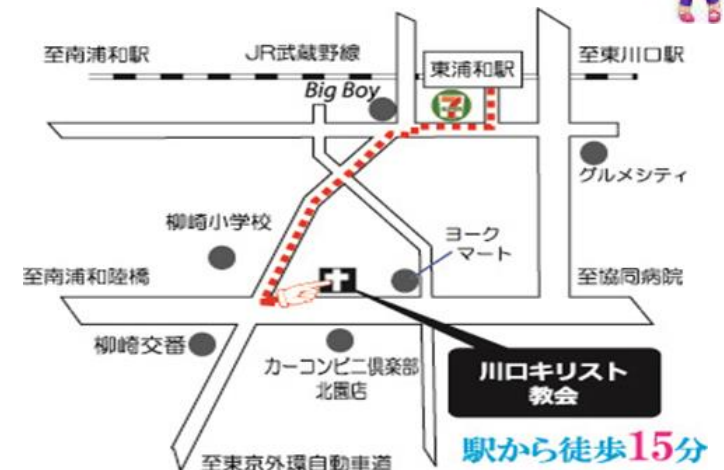 至南浦和駅
JR武蔵野線
東浦和駅
至東川口駅
Big Boy
7
グルメシティ
柳崎小学校
ヨーク
マート
至南浦和陸橋
至協同病院
柳崎交番
カーコンビニ倶楽部
北園店
川口キリスト
教会
駅から徒歩15分
至東京外環自動車道